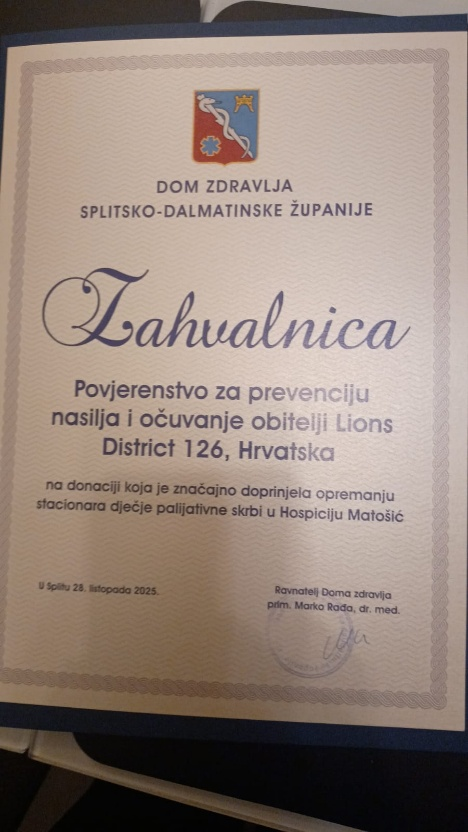 DOM ZDRAVLJA
SPLITSKO-DALMATINSKE ŽUPANIJE
Zahvalnica
Povjerenstvo za prevenciju
nasilja i očuvanje obitelji Lions
District 126, Hrvatska
na donaciji koja je značajno doprinjela opremanju
stacionara dječje palijativne skrbi u Hospiciju Matošić
U Splitu 28. listopada 2025.
Ravnatelj Doma zdravlja
prim. Marko Rađa, dr. med.